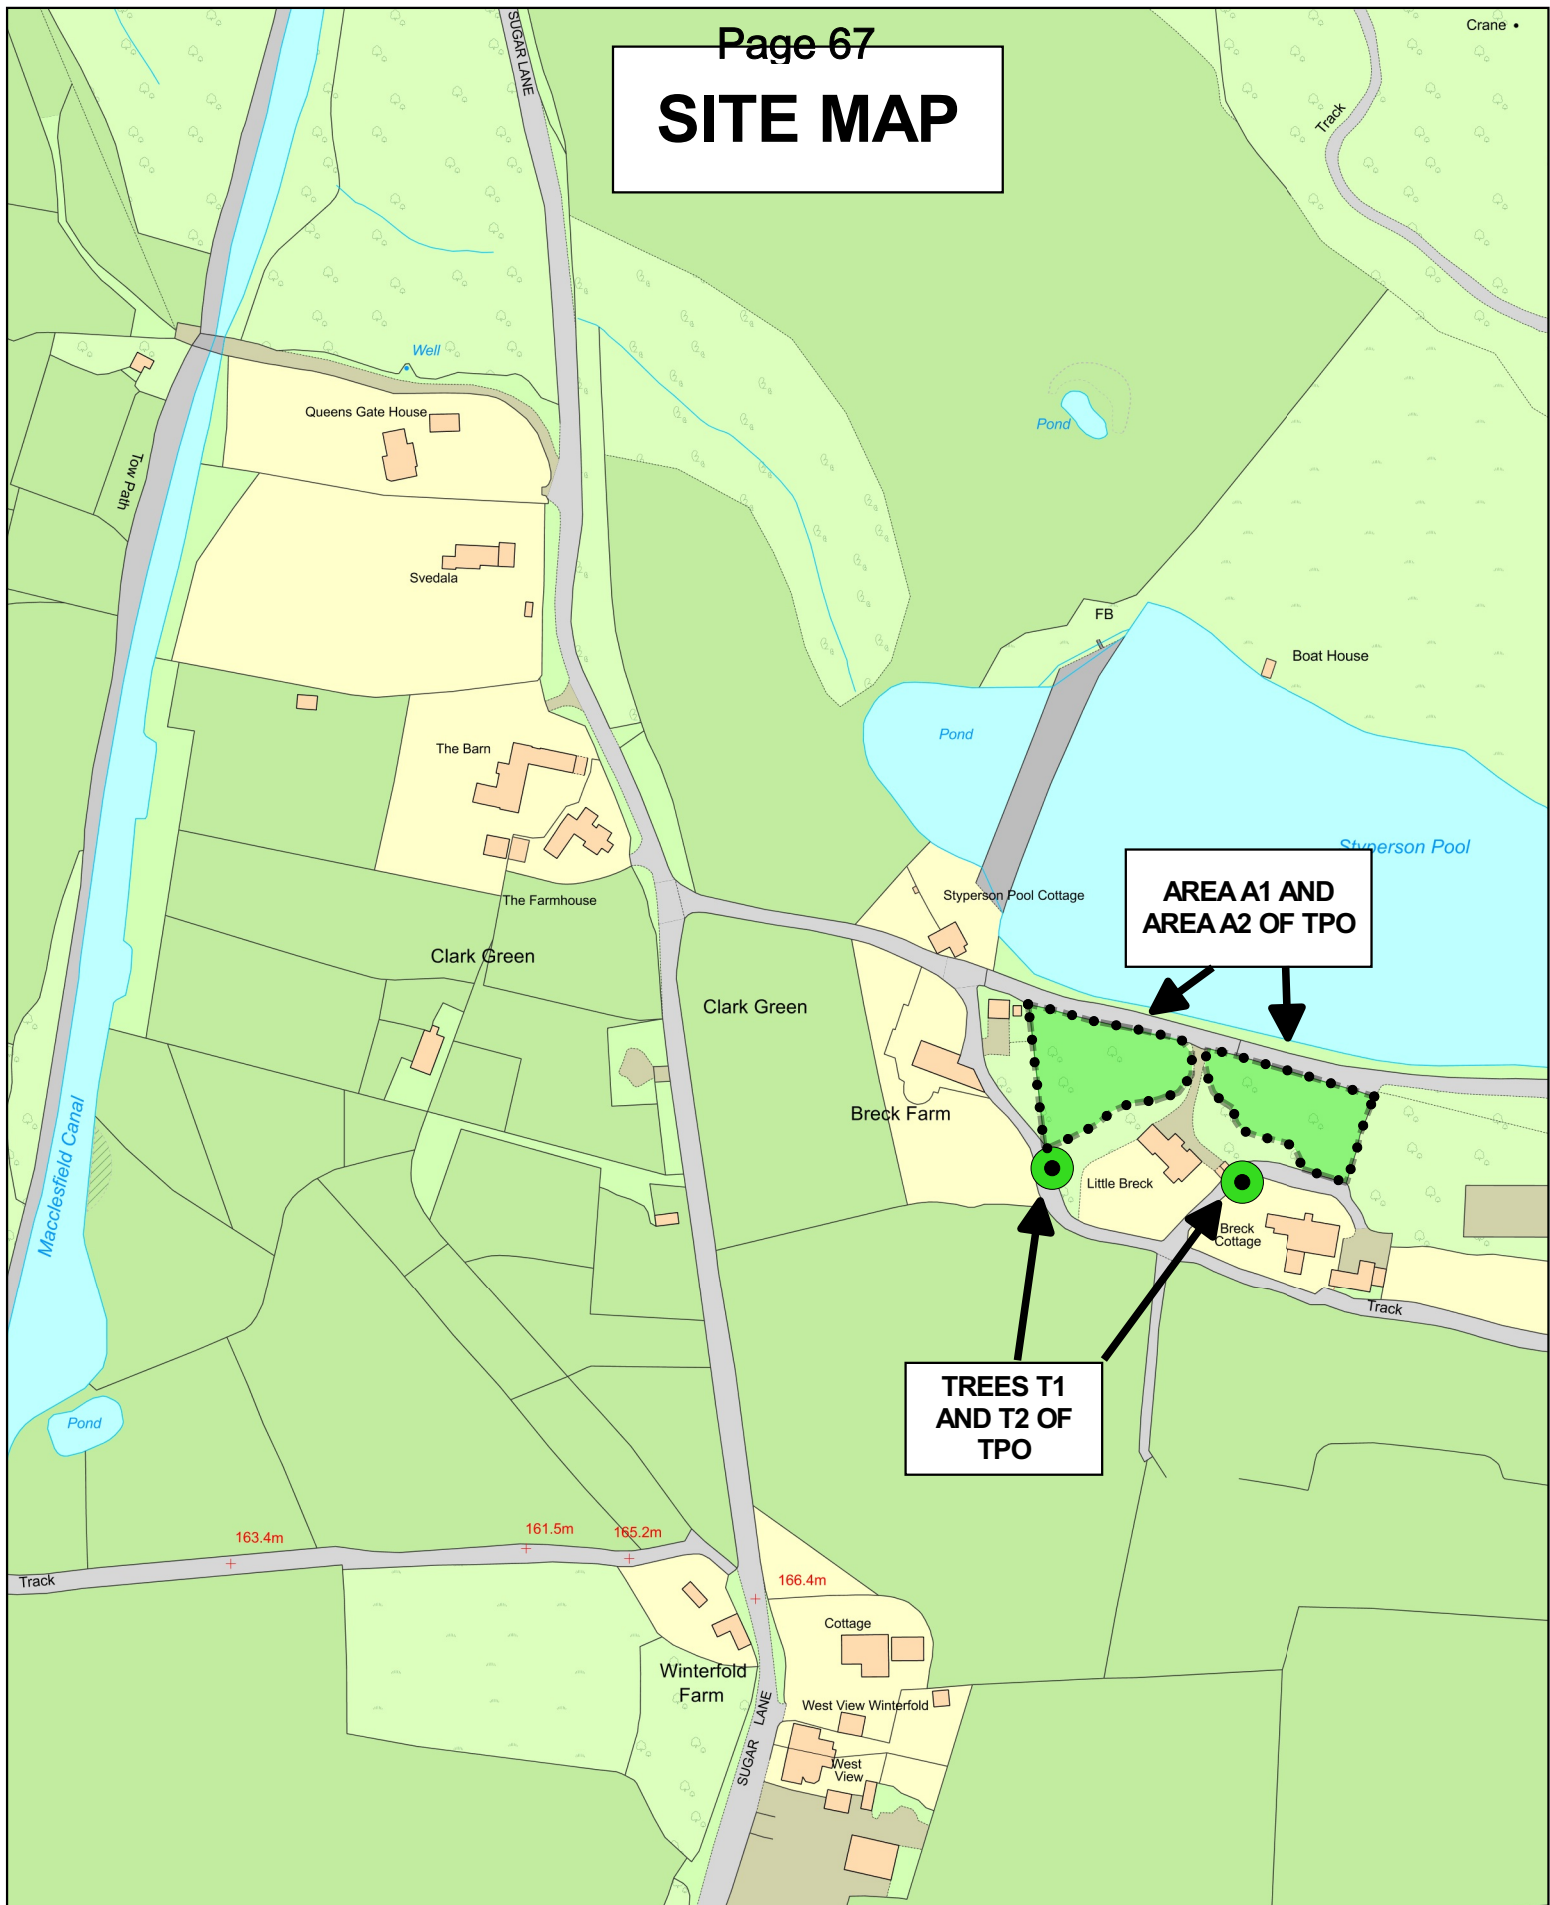 Page 67
SITE MAP
Crane
SUGAR LANE
Track
Well
Queens Gate House
Pond
Tow Path
Svedala
FB
Boat House
Pond
The Barn
Styperson Pool
AREA A1 AND
AREA A2 OF TPO
Styperson Pool Cottage
The Farmhouse
Clark Green
Clark Green
Breck Farm
Macclesfield Canal
Little Breck
Breck
Cottage
Track
TREES T1
AND T2 OF
TPO
Pond
163.4m
161.5m
165.2m
166.4m
Track
Cottage
Winterfold
Farm
West View Winterfold
SUGAR LANE
West
View